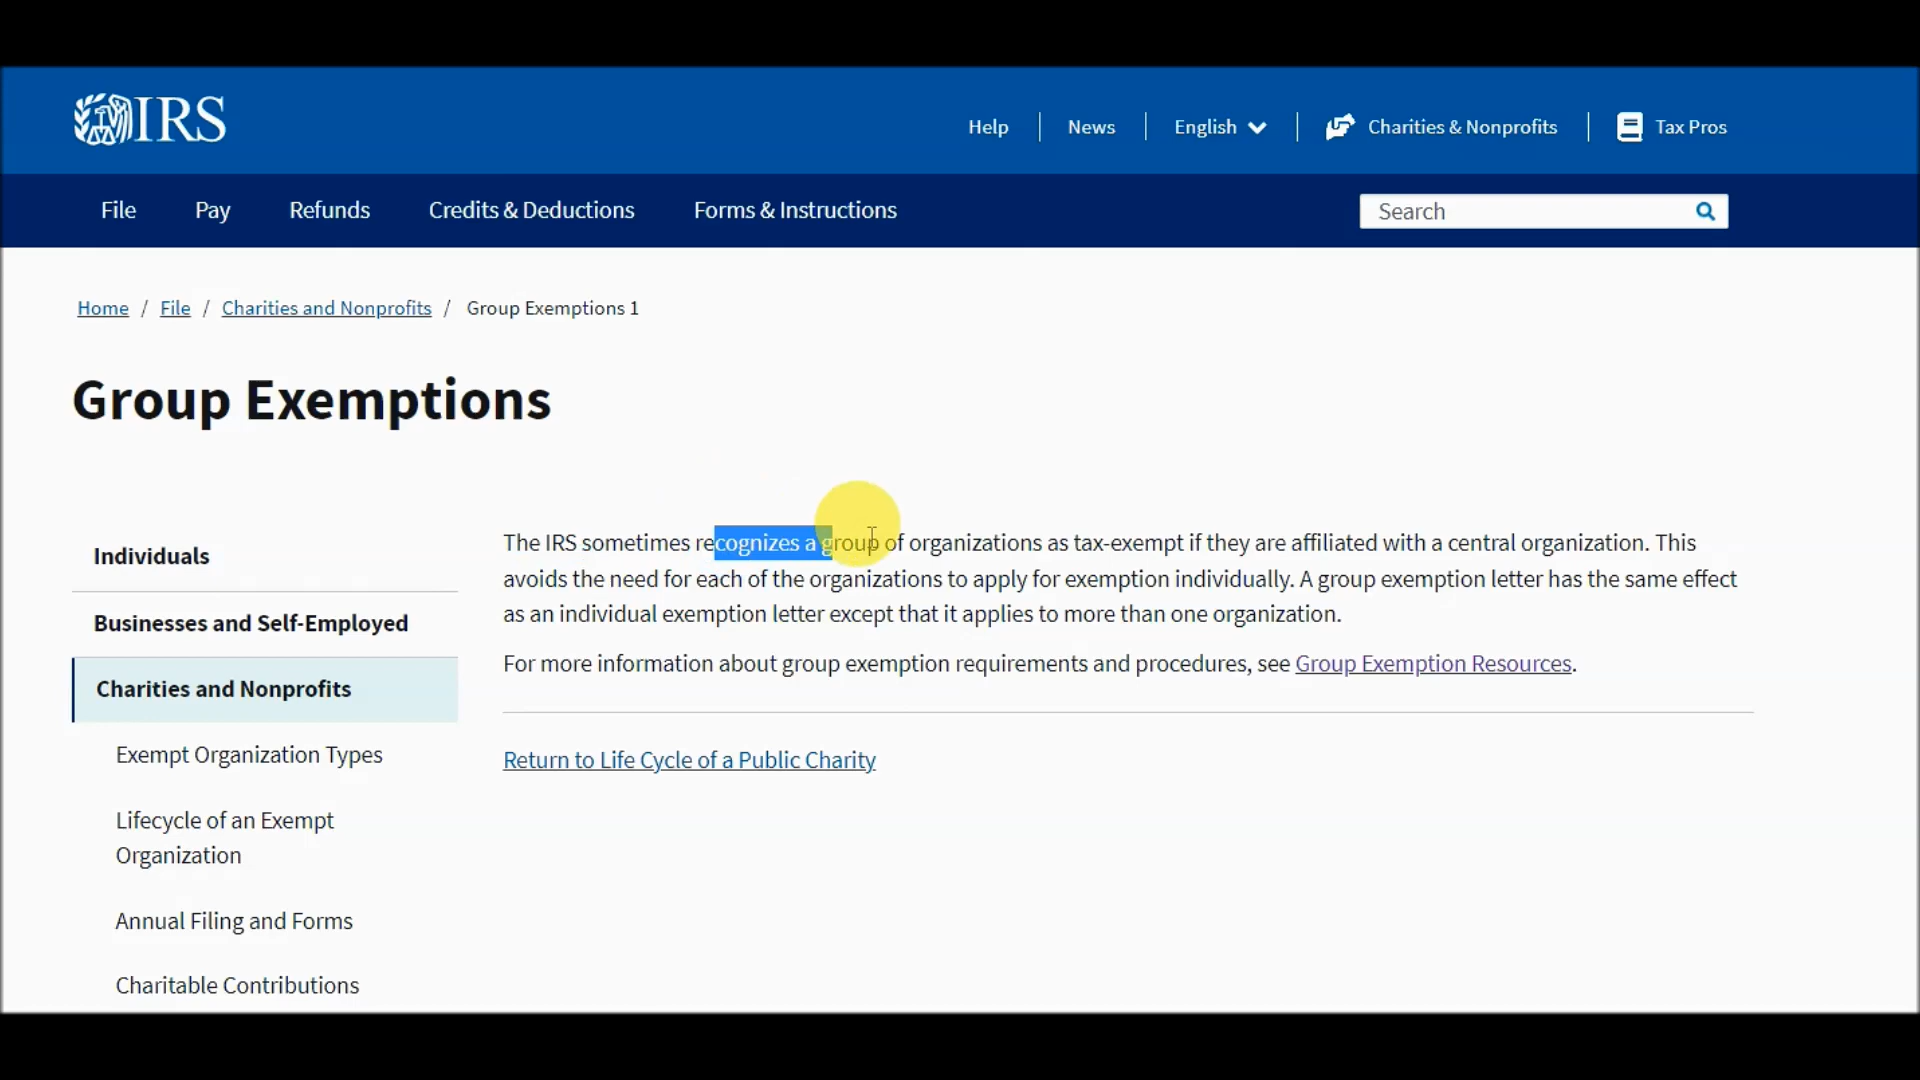 IRS
Help
News
English
Charities & Nonprofits
Tax Pros
File
Pay
Refunds
Credits & Deductions
Forms & Instructions
Search
Home / File / Charities and Nonprofits / Group Exemptions 1
Group Exemptions
Individuals
Businesses and Self-Employed
Charities and Nonprofits
Exempt Organization Types
Lifecycle of an Exempt
Organization
Annual Filing and Forms
Charitable Contributions
The IRS sometimes recognizes a group of organizations as tax-exempt if they are affiliated with a central organization. This
avoids the need for each of the organizations to apply for exemption individually. A group exemption letter has the same effect
as an individual exemption letter except that it applies to more than one organization.
For more information about group exemption requirements and procedures, see Group Exemption Resources.
Return to Life Cycle of a Public Charity